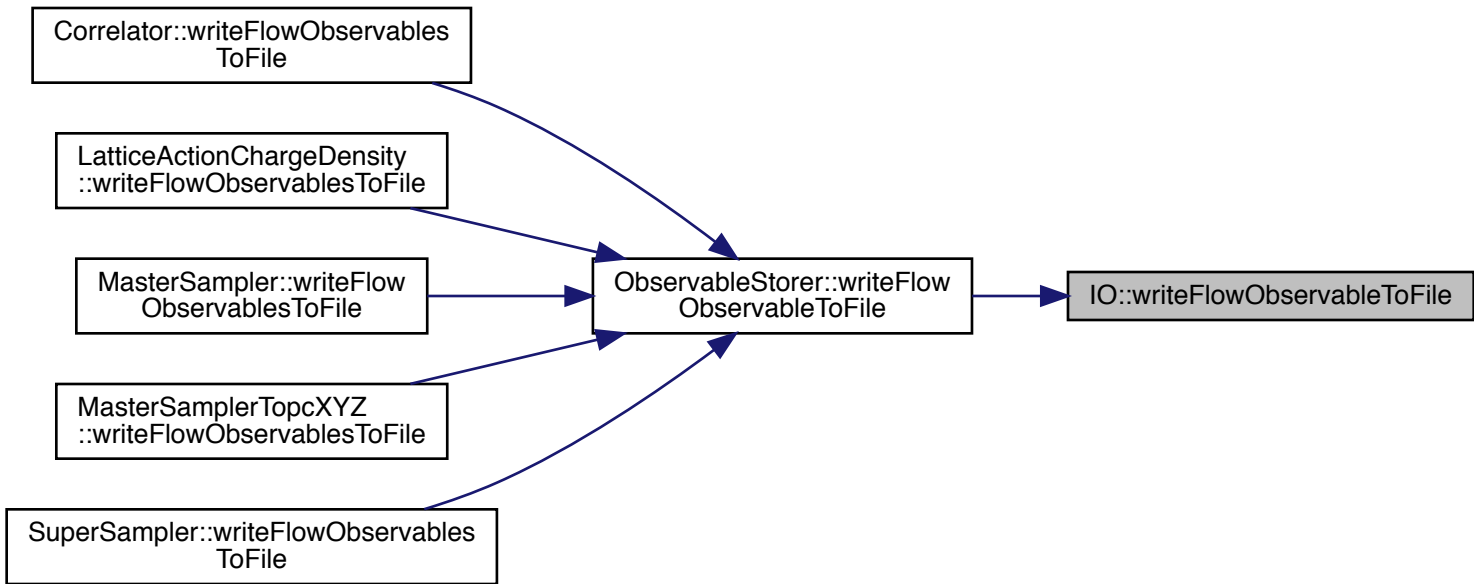 Correlator::writeFlowObservables
ToFile
LatticeActionChargeDensity
::writeFlowObservablesToFile
MasterSampler::writeFlow
ObservablesToFile
MasterSamplerTopcXYZ
::writeFlowObservablesToFile
SuperSampler::writeFlowObservables
ToFile
ObservableStorer::writeFlow
ObservableToFile
IO::writeFlowObservableToFile